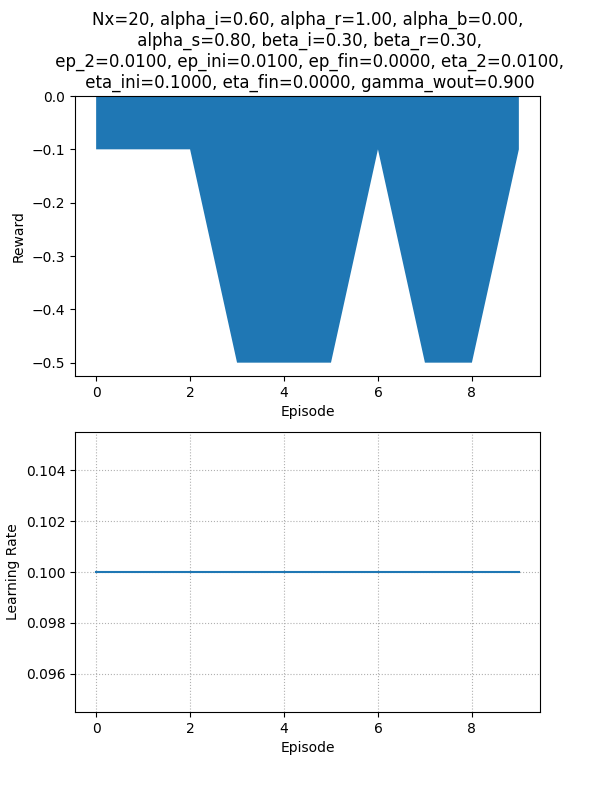 Nx=20, alpha_i=0.60, alpha_r=1.00, alpha_b=0.00,
alpha_s=0.80, beta_i=0.30, beta_r=0.30,
ep_2=0.0100, ep_ini=0.0100, ep_fin=0.0000, eta_2=0.0100,
eta_ini=0.1000, eta_fin=0.0000, gamma_wout=0.900
0.0
−0.1
−0.2
−0.3
−0.4
−0.5
Reward
0 2 4 6 8
Episode
0.104
0.102
0.100
0.098
0.096
Learning Rate
0 2 4 6 8
Episode